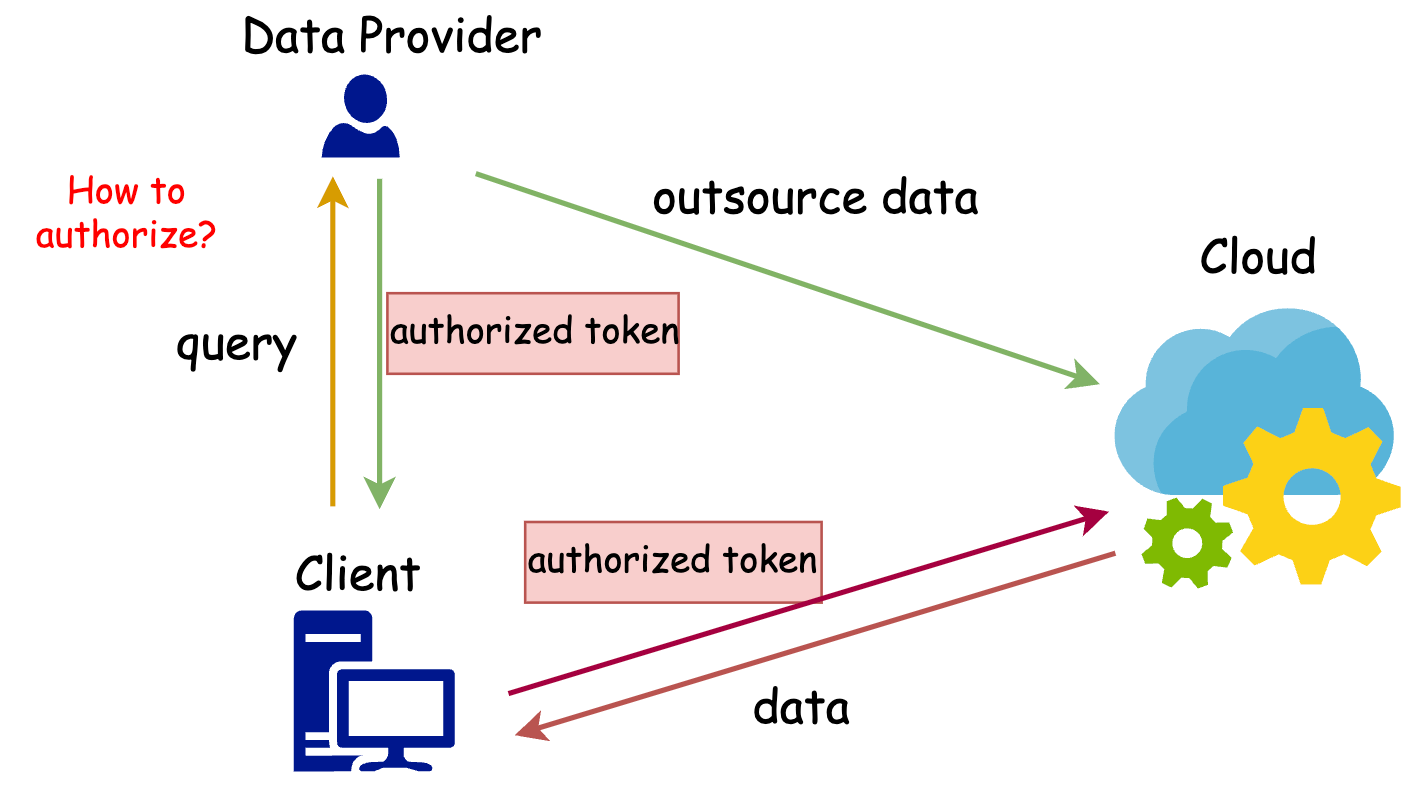 Data Provider
How to
authorize?
outsource data
Cloud
authorized token
query
Client
authorized token
data